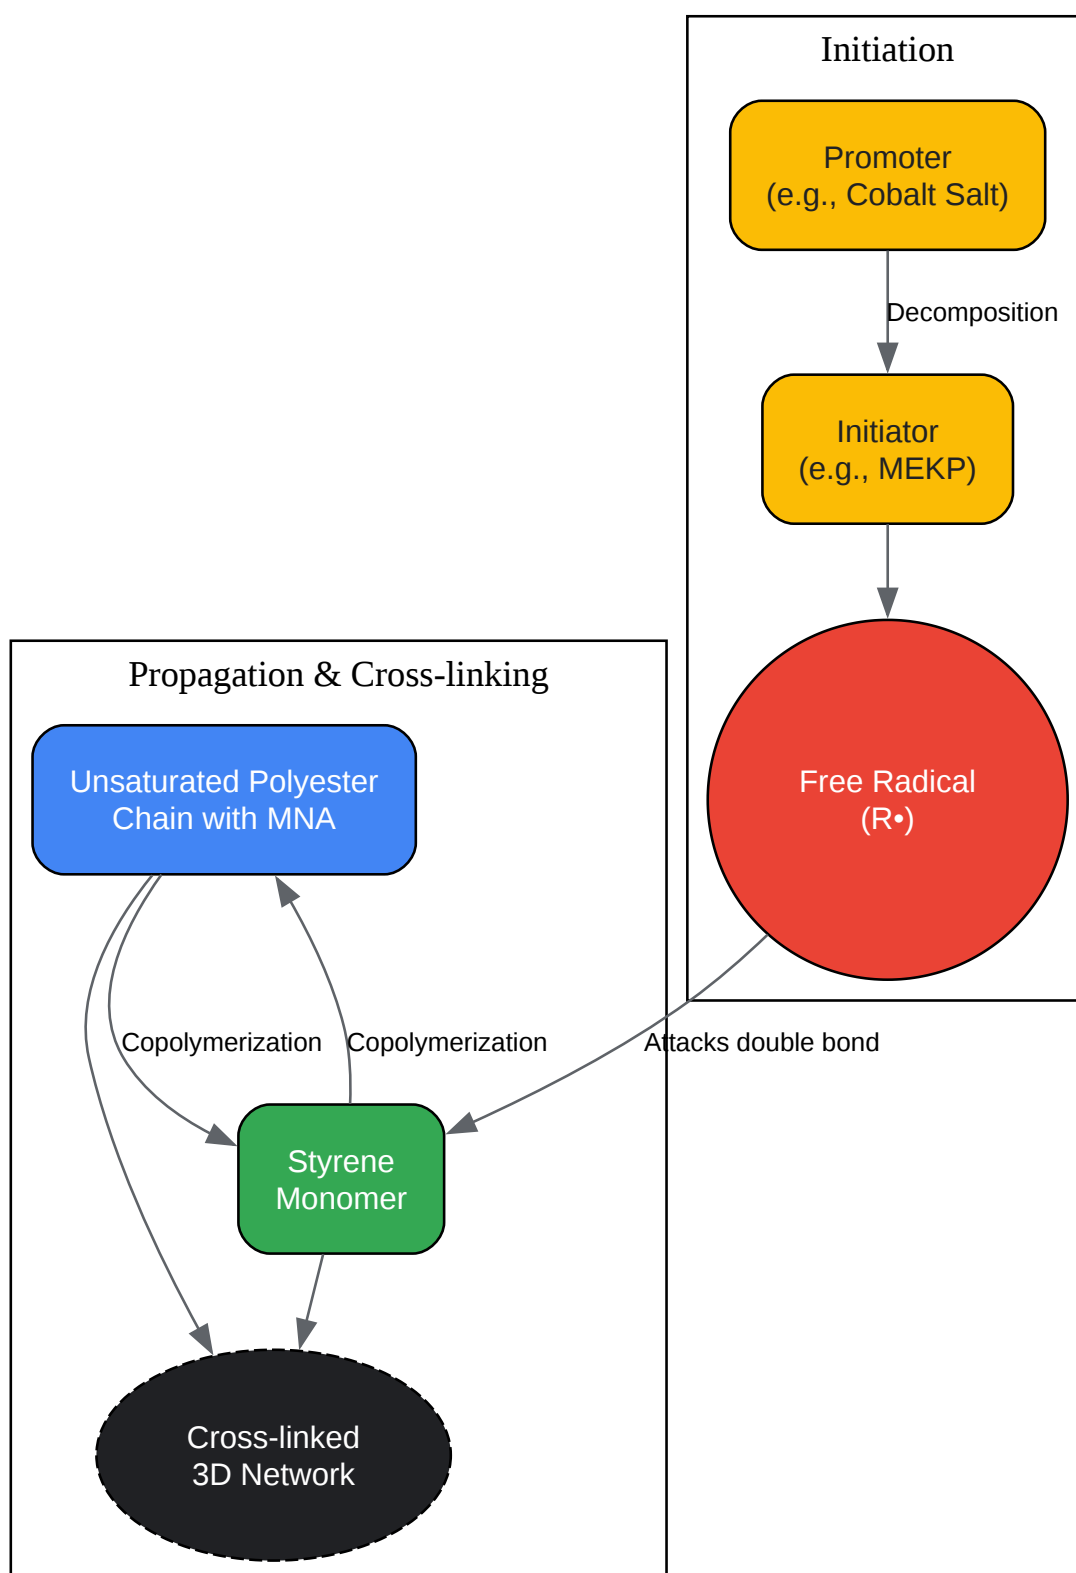 Initiation
Promoter
(e.g., Cobalt Salt)
Decomposition
Initiator
(e.g., MEKP)
Free Radical
(R•)
Attacks double bond
Propagation & Cross-linking
Unsaturated Polyester
Chain with MNA
Copolymerization
Copolymerization
Styrene
Monomer
Cross-linked
3D Network